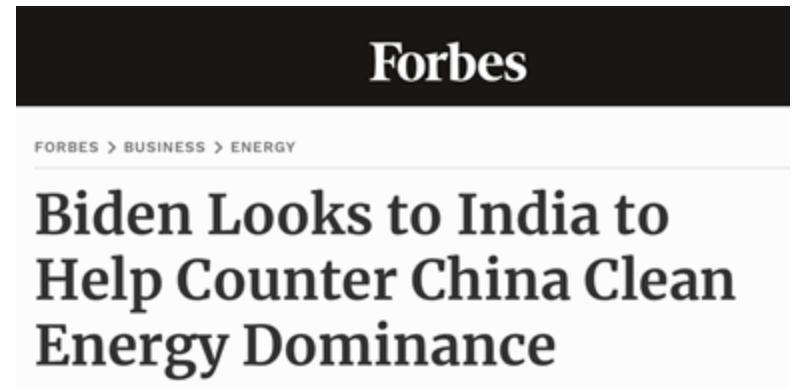 Forbes
FORBES > BUSINESS > ENERGY
Biden Looks to India to
Help Counter China Clean
Energy Dominance